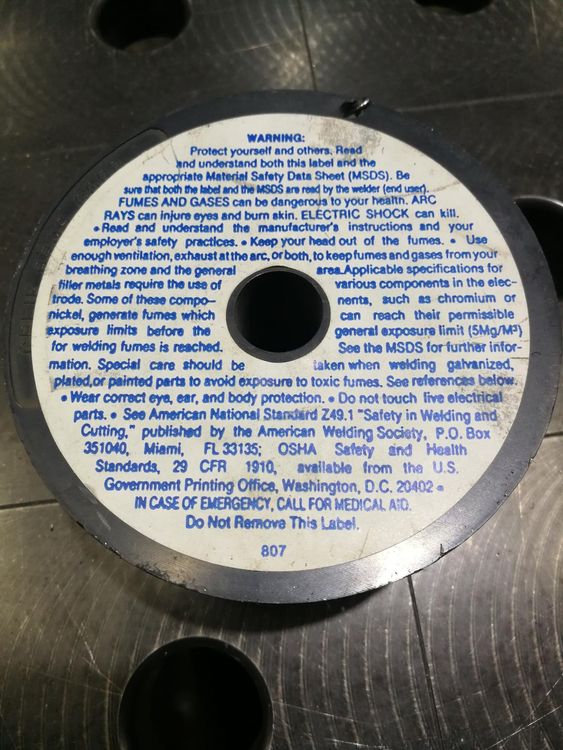 WARNING:
Protect yourself and others. Read
and understand both this label and the
appropriate Material Safety Data Sheet (MSDS). Be
sure that both the label and the MSDS are read by the welder (end user).
FUMES AND GASES can be dangerous to your health. ARC
RAYS can injure eyes and burn skin. ELECTRIC SHOCK can kill.
• Read and understand the manufacturer's instructions and your
employer's safety practices. • Keep your head out of the fumes. • Use
enough ventilation, exhaust at the arc, or both, to keep fumes and gases from your
breathing zone and the general area. Applicable specifications for
filler metals require the use of various components in the elec-
trode. Some of these compo- nents, such as chromium or
nickel, generate fumes which can reach their permissible
exposure limits before the general exposure limit (5Mg/M³)
for welding fumes is reached. See the MSDS for further infor-
mation. Special care should be taken when welding galvanized,
plated, or painted parts to avoid exposure to toxic fumes. See references below.
• Wear correct eye, ear, and body protection. • Do not touch live electrical
parts. • See American National Standard Z49.1 "Safety in Welding and
Cutting," published by the American Welding Society, P.O. Box
351040, Miami, FL 33135; OSHA Safety and Health
Standards, 29 CFR 1910, available from the U.S.
Government Printing Office, Washington, D.C. 20402 •
IN CASE OF EMERGENCY, CALL FOR MEDICAL AID.
Do Not Remove This Label.
807